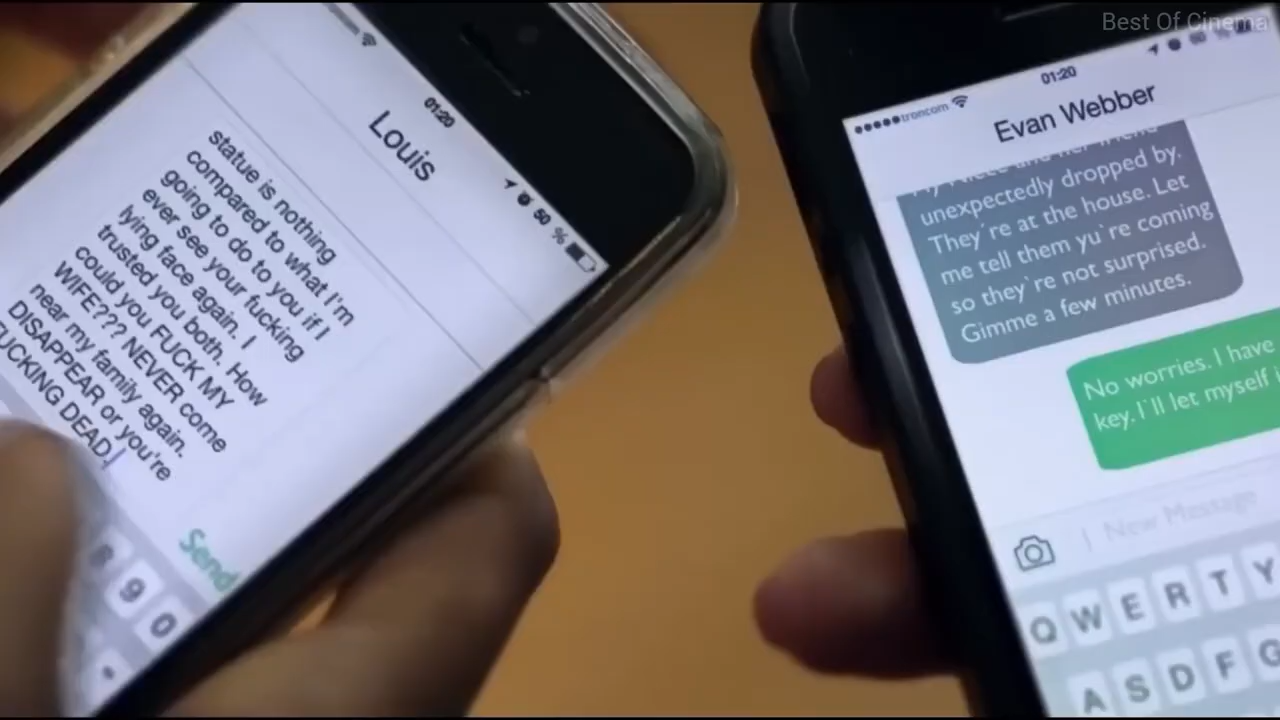 Best Of Cinema
01:20
Louis
50 %
statue is nothing
compared to what I'm
going to do to you if I
ever see your fucking
lying face again. I
trusted you both. How
could you FUCK MY
WIFE??? NEVER come
near my family again.
DISAPPEAR or you're
FUCKING DEAD.
Send
9 0
01:20
troncom
Evan Webber
unexpectedly dropped by.
They`re at the house. Let
me tell them yu`re coming
so they`re not surprised.
Gimme a few minutes.
No worries. I have
key. I`ll let myself
New Message
Q W E R T Y
A S D F G